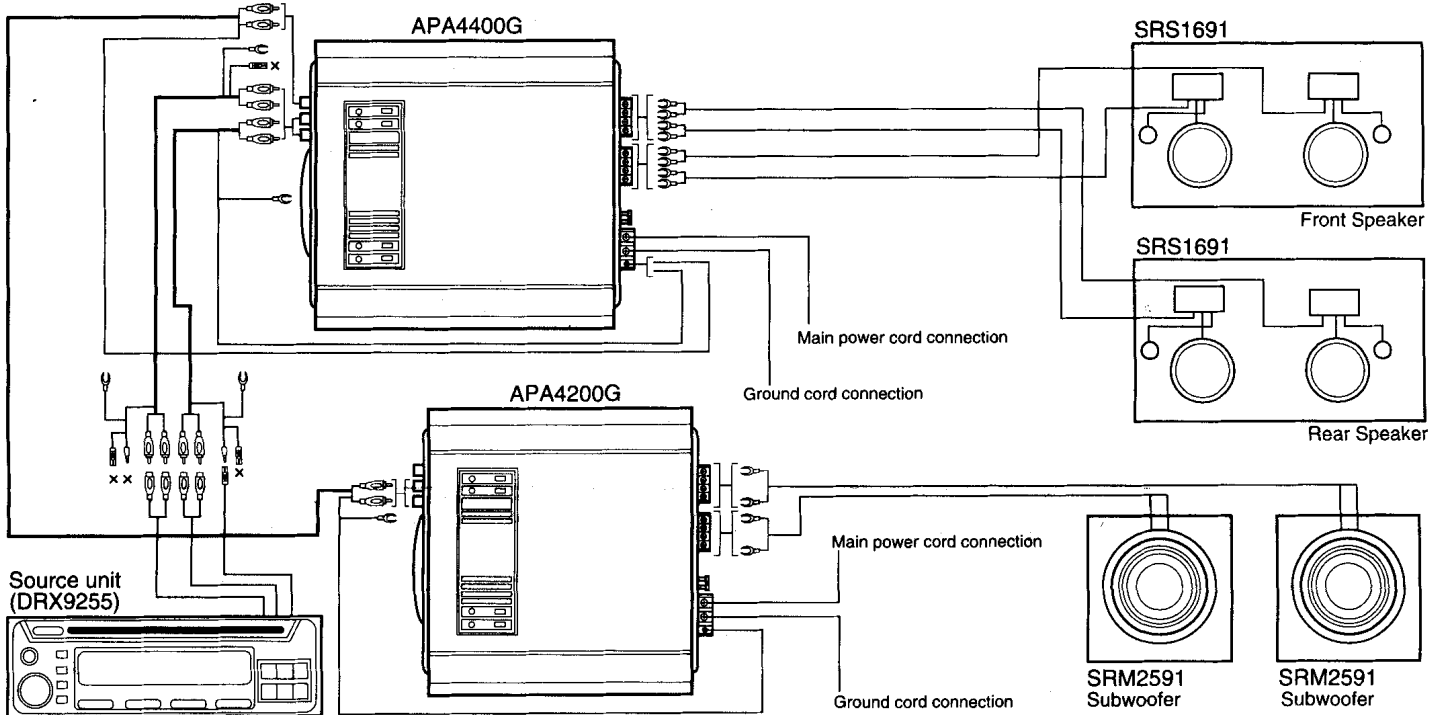 APA4400G
SRS1691
Front Speaker
SRS1691
Rear Speaker
Main power cord connection
Ground cord connection
APA4200G
Main power cord connection
Ground cord connection
Source unit
(DRX9255)
SRM2591
Subwoofer
SRM2591
Subwoofer